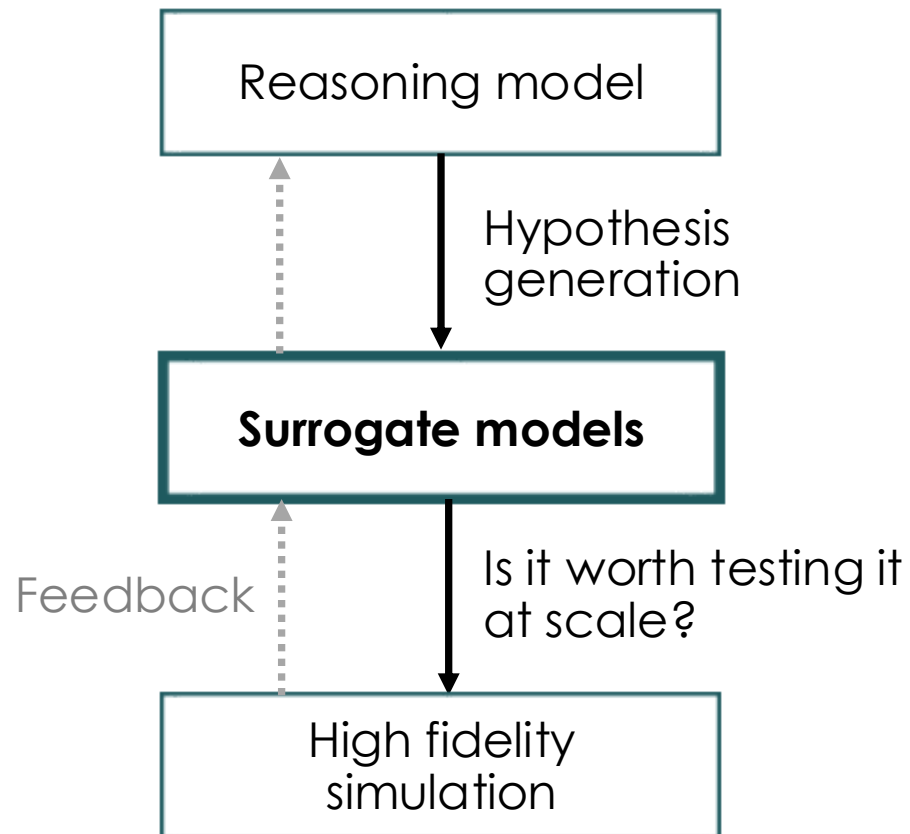 Reasoning model
Hypothesis
generation
Surrogate models
Is it worth testing it
at scale?
Feedback
High fidelity
simulation